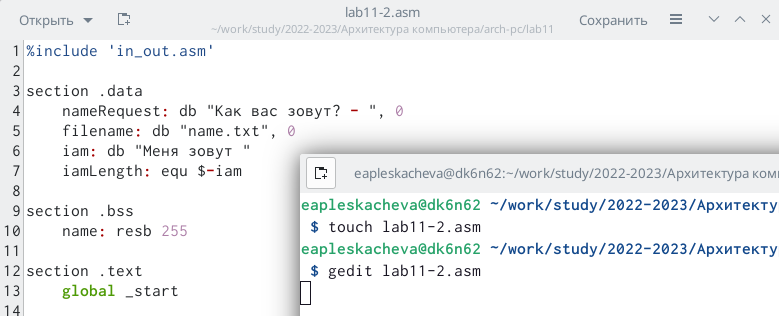 Открыть
lab11-2.asm
~/work/study/2022-2023/Архитектура компьютера/arch-pc/lab11
Сохранить
1 %include 'in_out.asm'
2
3 section .data
4 nameRequest: db "Как вас зовут? - ", 0
5 filename: db "name.txt", 0
6 iam: db "Меня зовут "
7 iamLength: equ $-iam
8
9 section .bss
10 name: resb 255
11
12 section .text
13 global _start
14
eapleskacheva@dk6n62:~/work/study/2022-2023/Архитектура ком
eapleskacheva@dk6n62 ~/work/study/2022-2023/Архитекту
$ touch lab11-2.asm
eapleskacheva@dk6n62 ~/work/study/2022-2023/Архитекту
$ gedit lab11-2.asm